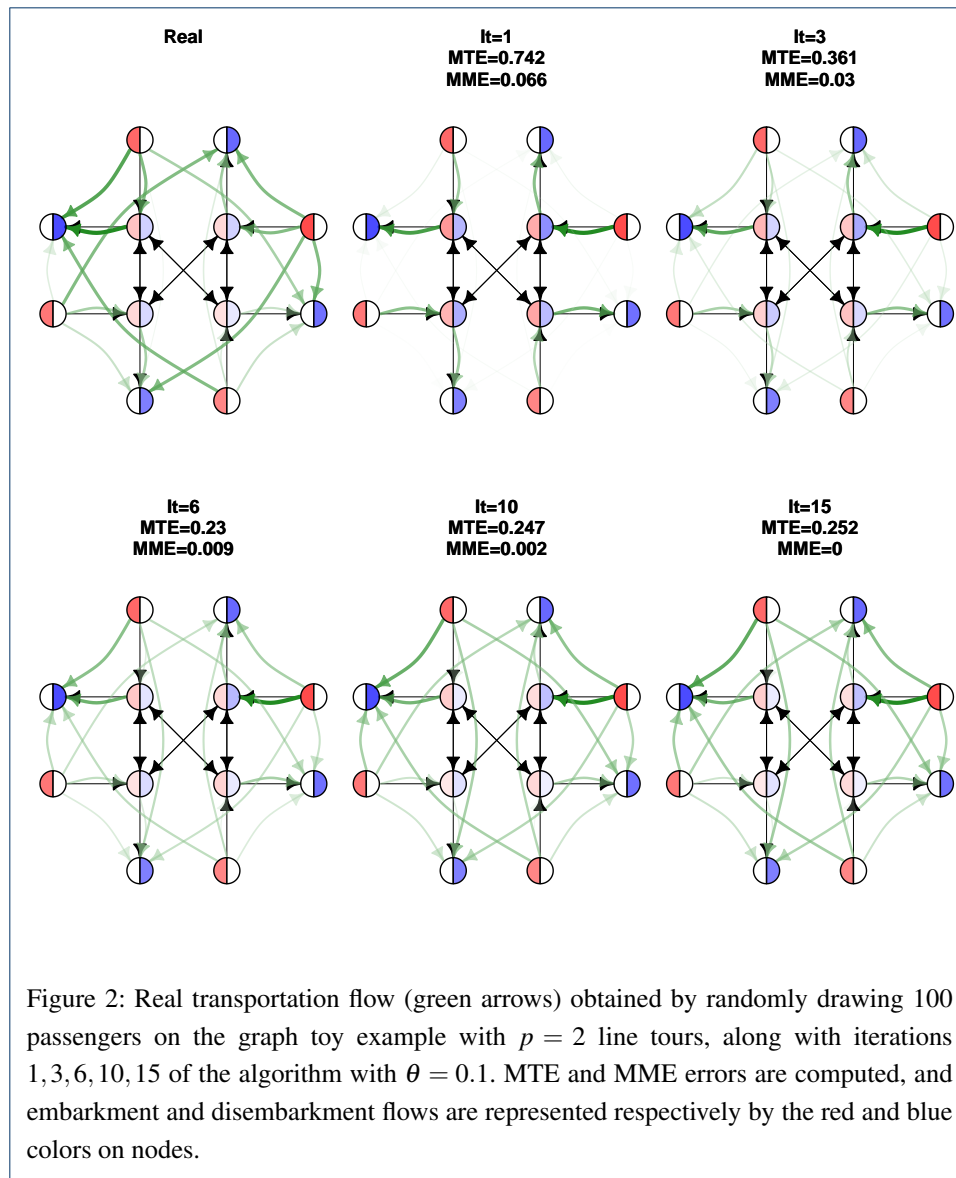 Real
It=1
MTE=0.742
MME=0.066
It=3
MTE=0.361
MME=0.03
It=6
MTE=0.23
MME=0.009
It=10
MTE=0.247
MME=0.002
It=15
MTE=0.252
MME=0
Figure 2: Real transportation flow (green arrows) obtained by randomly drawing 100
passengers on the graph toy example with p = 2 line tours, along with iterations
1,3,6,10,15 of the algorithm with θ = 0.1. MTE and MME errors are computed, and
embarkment and disembarkment flows are represented respectively by the red and blue
colors on nodes.